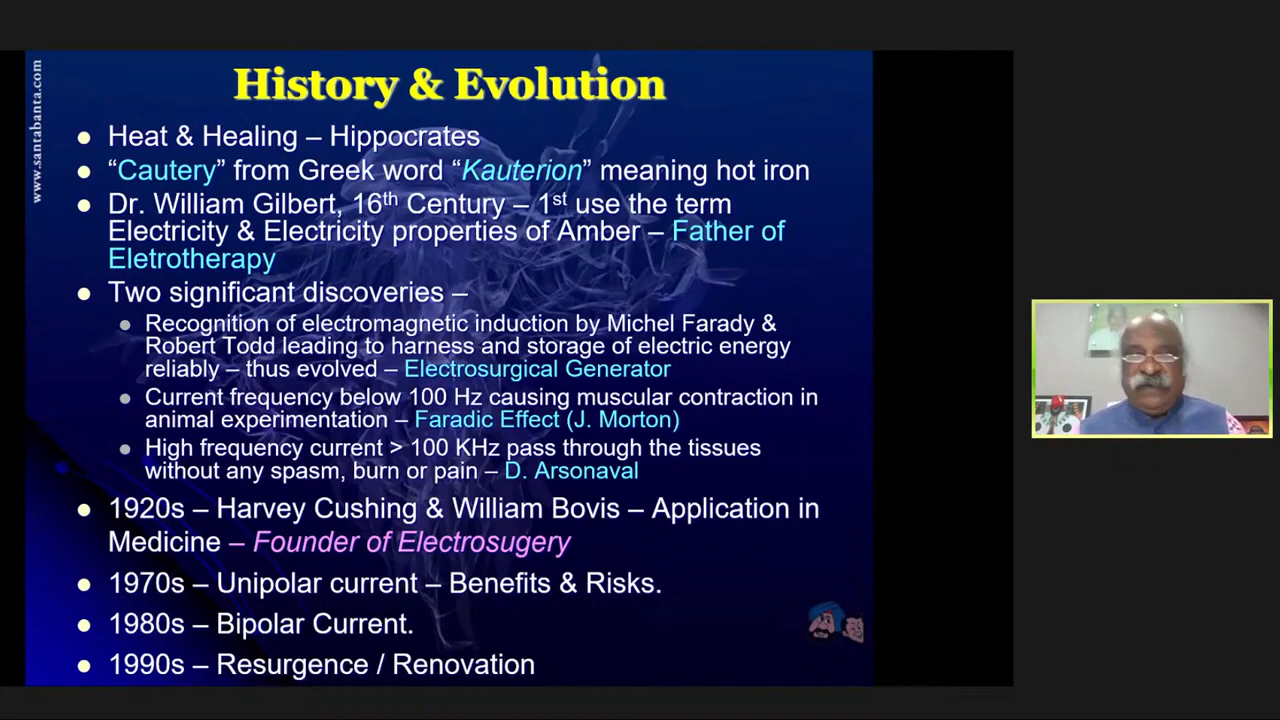 www.santabanta.com
History & Evolution
Heat & Healing – Hippocrates
“Cautery” from Greek word “Kauterion” meaning hot iron
Dr. William Gilbert, 16th Century – 1st use the term
Electricity & Electricity properties of Amber – Father of
Eletrotherapy
Two significant discoveries –
Recognition of electromagnetic induction by Michel Farady &
Robert Todd leading to harness and storage of electric energy
reliably – thus evolved – Electrosurgical Generator
Current frequency below 100 Hz causing muscular contraction in
animal experimentation – Faradic Effect (J. Morton)
High frequency current > 100 KHz pass through the tissues
without any spasm, burn or pain – D. Arsonaval
1920s – Harvey Cushing & William Bovis – Application in
Medicine – Founder of Electrosugery
1970s – Unipolar current – Benefits & Risks.
1980s – Bipolar Current.
1990s – Resurgence / Renovation